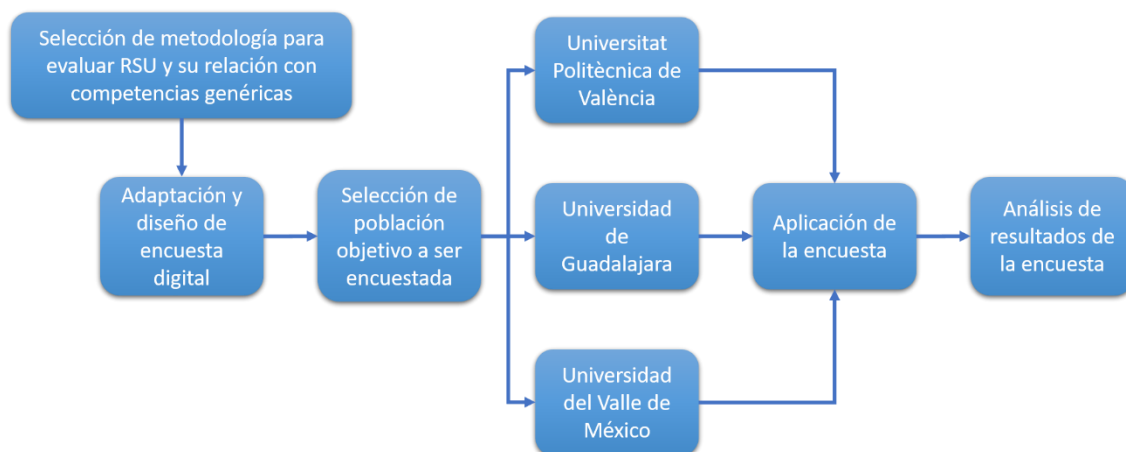 Selección de metodología para
evaluar RSU y su relación con
competencias genéricas
Adaptación y
diseño de
encuesta
digital
Selección de
población
objetivo a ser
encuestada
Universitat
Politècnica de
València
Universidad
de
Guadalajara
Universidad
del Valle de
México
Aplicación de
la encuesta
Análisis de
resultados de
la encuesta